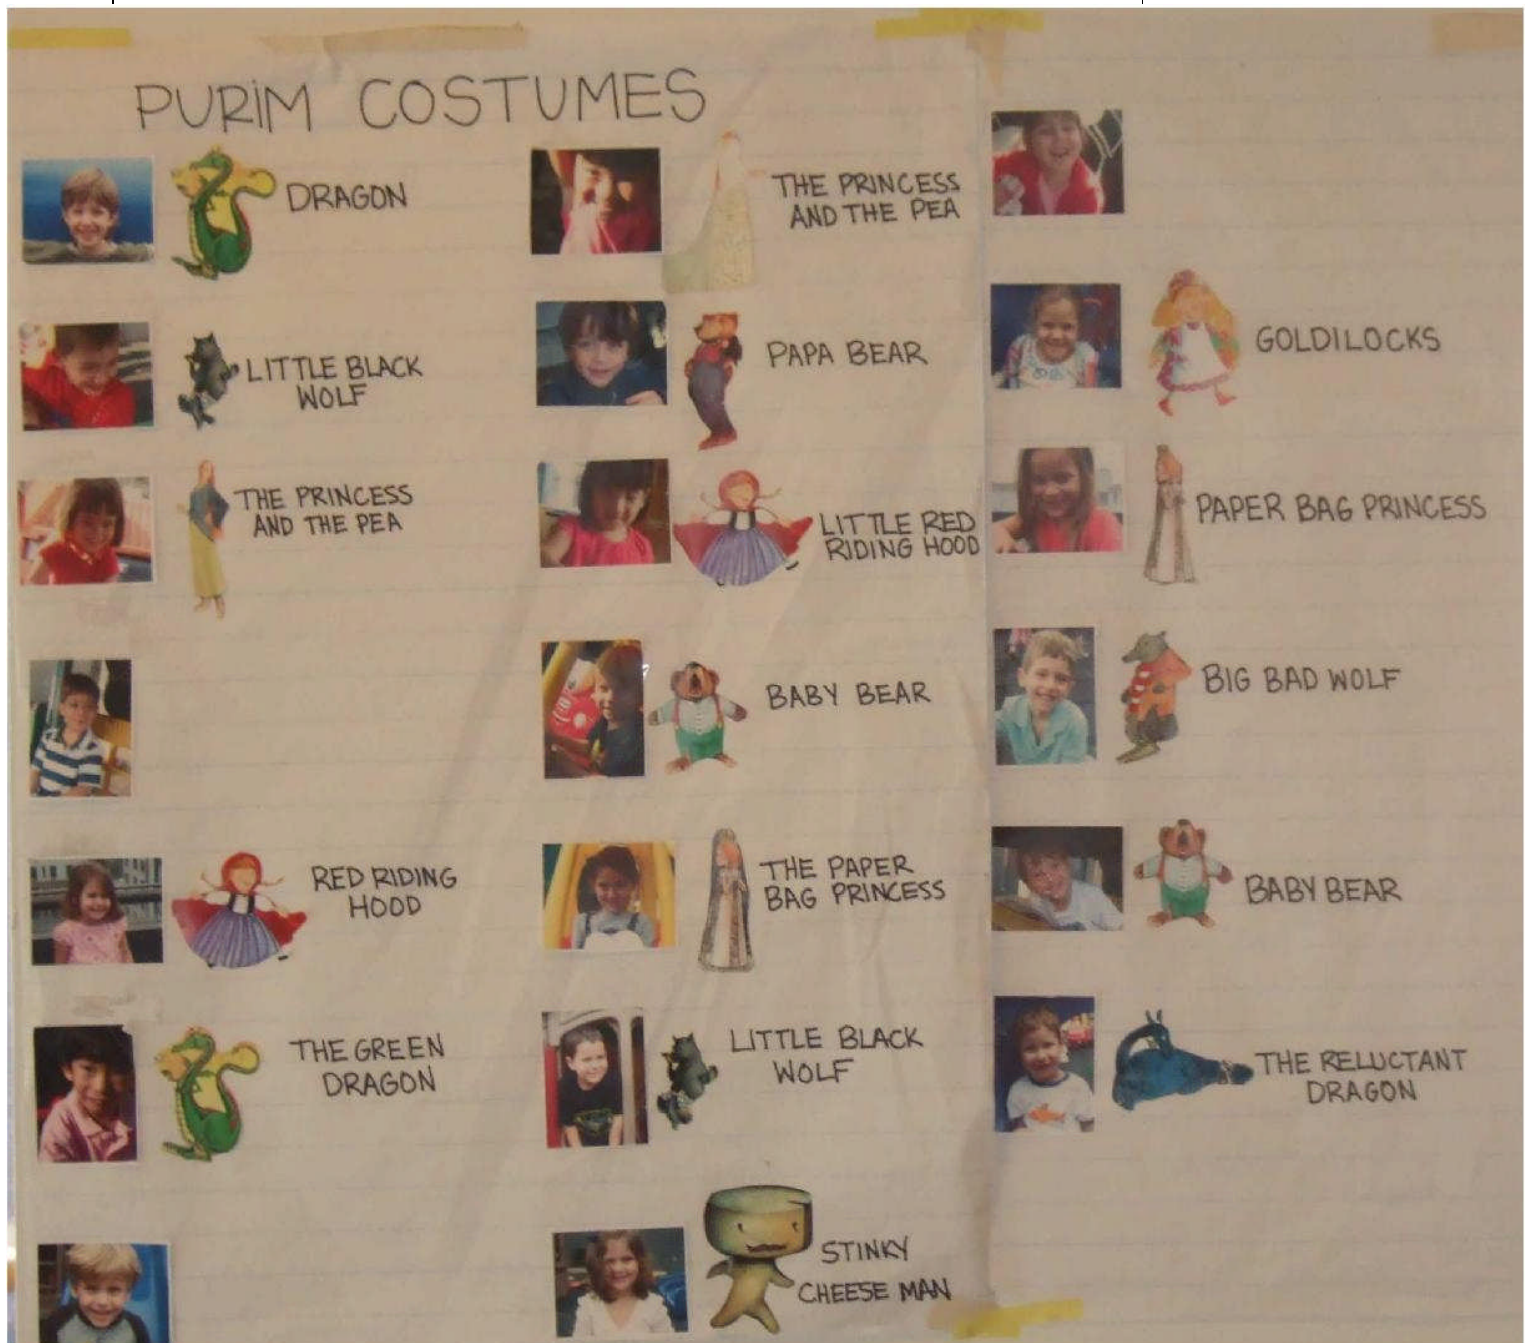 PURIM COSTUMES
DRAGON
LITTLE BLACK
WOLF
THE PRINCESS
AND THE PEA
RED RIDING
HOOD
THE GREEN
DRAGON
THE PRINCESS
AND THE PEA
PAPA BEAR
LITTLE RED
RIDING HOOD
BABY BEAR
THE PAPER
BAG PRINCESS
LITTLE BLACK
WOLF
STINKY
CHEESE MAN
GOLDILOCKS
PAPER BAG PRINCESS
BIG BAD WOLF
BABY BEAR
THE RELUCTANT
DRAGON